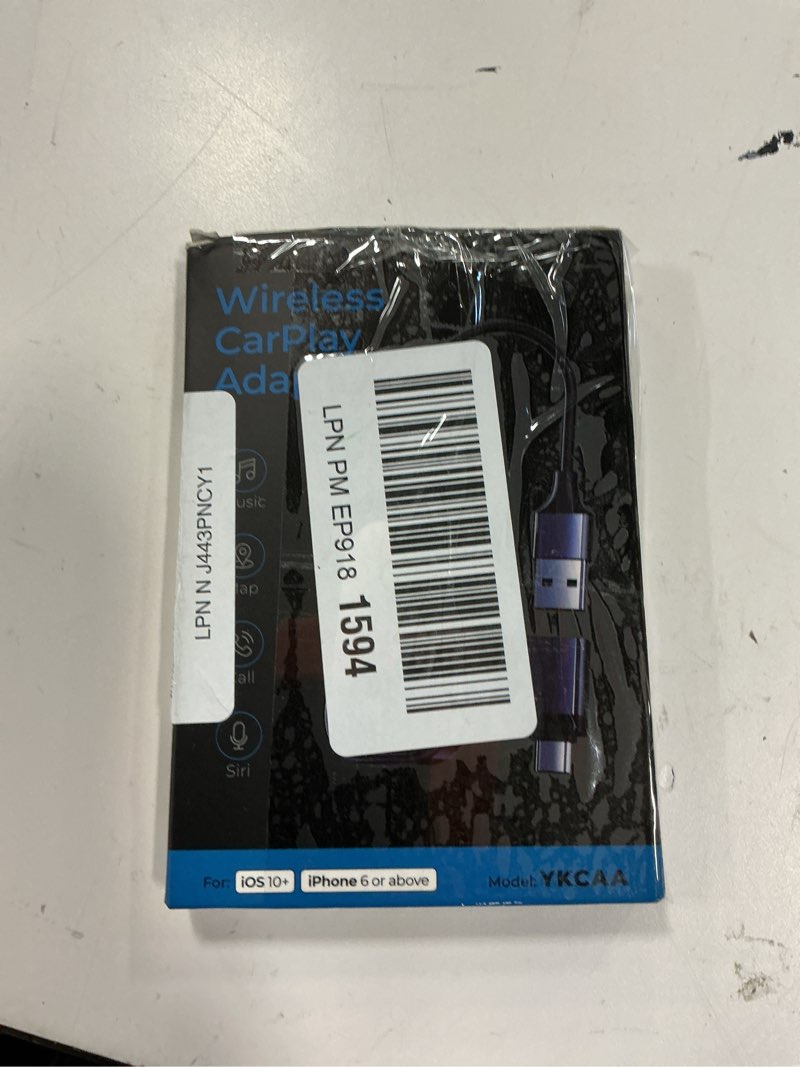 Wireless
CarPlay
LPN N J443PNCY1
LPN PM EP918 1594
Siri
For: iOS 10+ iPhone 6 or above
Model: YKCAA